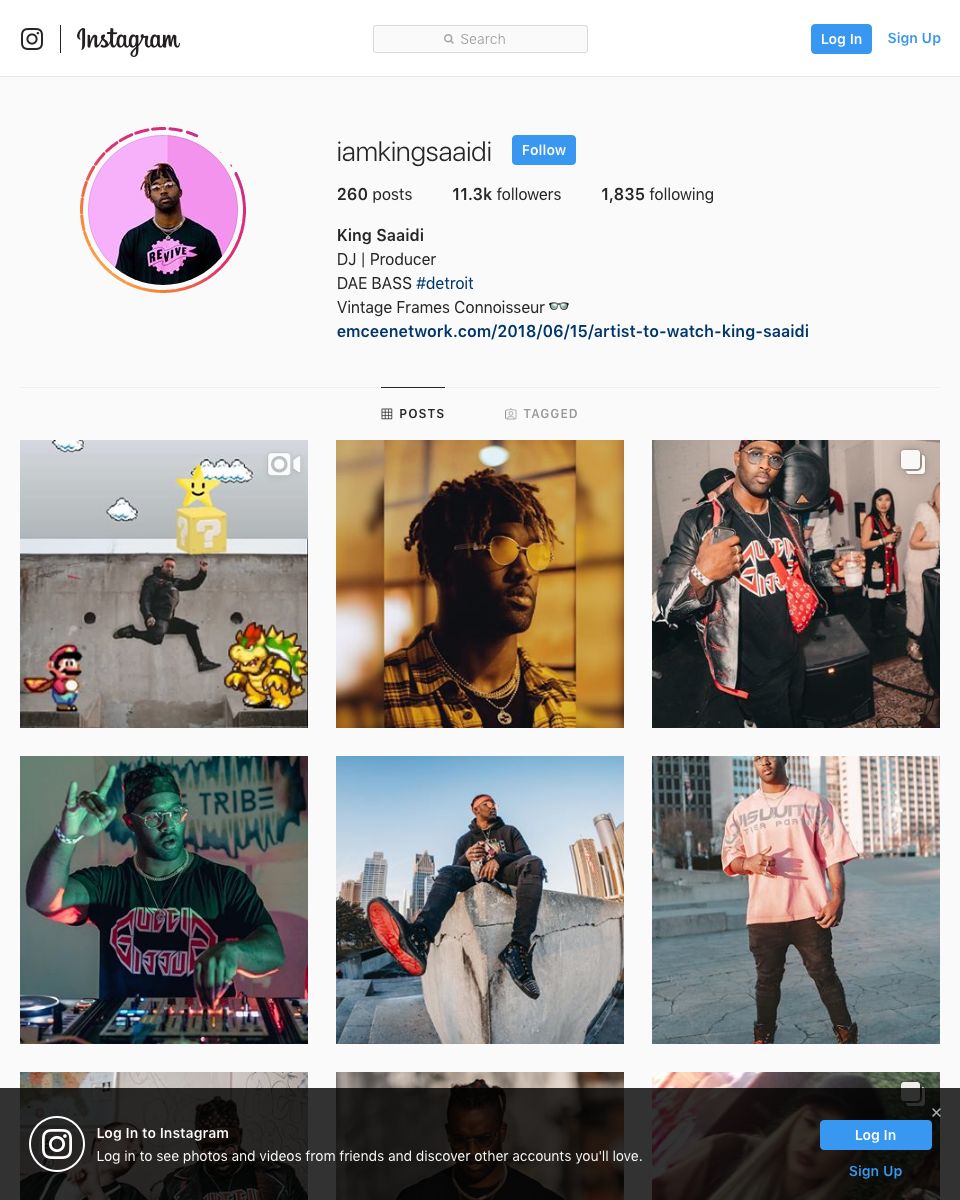 Instagram
Search
Log In
Sign Up
iamkingsaaidi
Follow
260 posts
11.3k followers
1,835 following
King Saaidi
DJ | Producer
DAE BASS #detroit
Vintage Frames Connoisseur 👓
emceenetwork.com/2018/06/15/artist-to-watch-king-saaidi
POSTS
TAGGED
REVIVE
?
TRIBE
Log In to Instagram
Log in to see photos and videos from friends and discover other accounts you'll love.
Log In
Sign Up